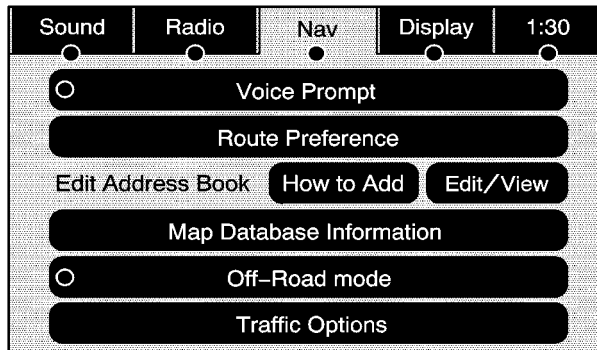 Sound Radio Nav Display 1:30
Voice Prompt
Route Preference
Edit Address Book How to Add Edit/View
Map Database Information
Off-Road mode
Traffic Options